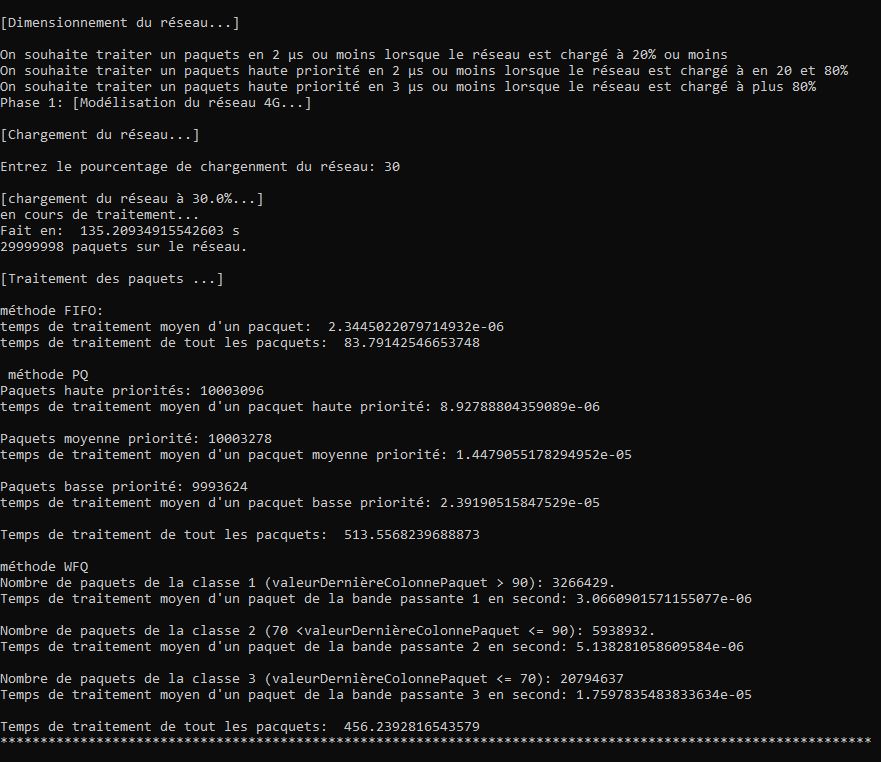 [Dimensionnement du réseau...]
On souhaite traiter un paquets en 2 µs ou moins lorsque le réseau est chargé à 20% ou moins
On souhaite traiter un paquets haute priorité en 2 µs ou moins lorsque le réseau est chargé à en 20 et 80%
On souhaite traiter un paquets haute priorité en 3 µs ou moins lorsque le réseau est chargé à plus 80%
Phase 1: [Modélisation du réseau 4G...]
[Chargement du réseau...]
Entrez le pourcentage de chargenment du réseau: 30
[chargement du réseau à 30.0%...]
en cours de traitement...
Fait en:  135.20934915542603 s
29999998 paquets sur le réseau.
[Traitement des paquets ...]
méthode FIFO:
temps de traitement moyen d'un pacquet:  2.3445022079714932e-06
temps de traitement de tout les pacquets:  83.79142546653748
méthode PQ
Paquets haute priorités: 10003096
temps de traitement moyen d'un pacquet haute priorité: 8.92788804359089e-06
Paquets moyenne priorité: 10003278
temps de traitement moyen d'un pacquet moyenne priorité: 1.4479055178294952e-05
Paquets basse priorité: 9993624
temps de traitement moyen d'un pacquet basse priorité: 2.39190515847529e-05
Temps de traitement de tout les pacquets:  513.5568239688873
méthode WFQ
Nombre de paquets de la classe 1 (valeurDernièreColonnePaquet > 90): 3266429.
Temps de traitement moyen d'un paquet de la bande passante 1 en second: 3.0660901571155077e-06
Nombre de paquets de la classe 2 (70 <valeurDernièreColonnePaquet <= 90): 5938932.
Temps de traitement moyen d'un paquet de la bande passante 2 en second: 5.138281058609584e-06
Nombre de paquets de la classe 3 (valeurDernièreColonnePaquet <= 70): 20794637
Temps de traitement moyen d'un paquet de la bande passante 3 en second: 1.7597835483833634e-05
Temps de traitement de tout les pacquets:  456.2392816543579
*************************************************************************************************************